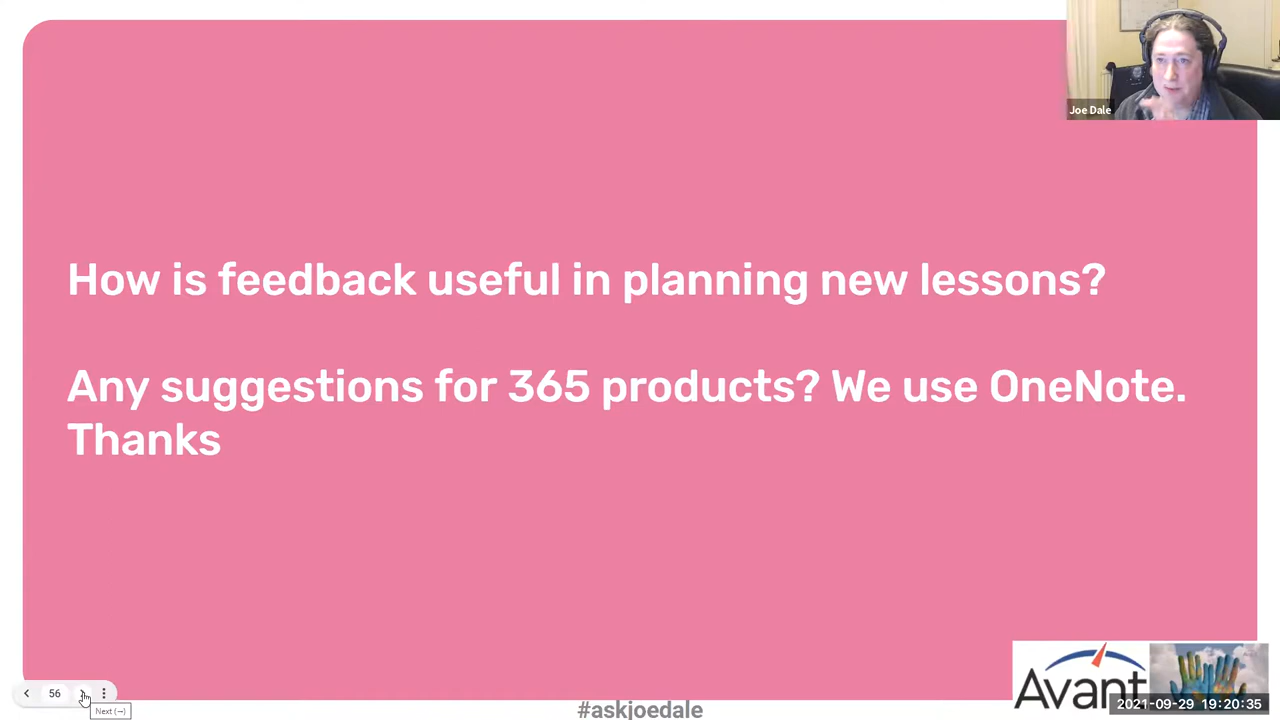 Joe Dale
How is feedback useful in planning new lessons?
Any suggestions for 365 products? We use OneNote.
Thanks
56
Next (→)
#askjoedale
Avant
2021-09-29 19:20:35